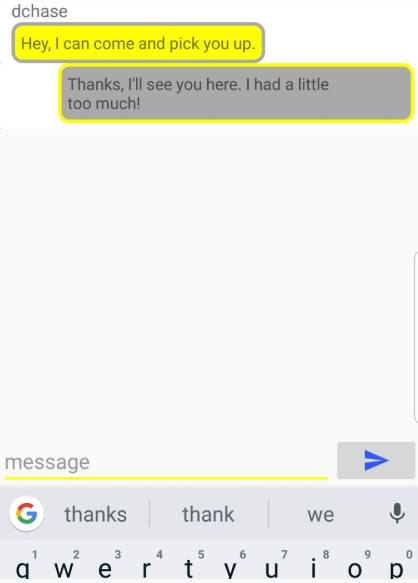 dchase
Hey, I can come and pick you up.
Thanks, I'll see you here. I had a little
too much!
message
G thanks thank we
1 2 3 4 5 6 7 8 9 0
q w e r t y u i o p